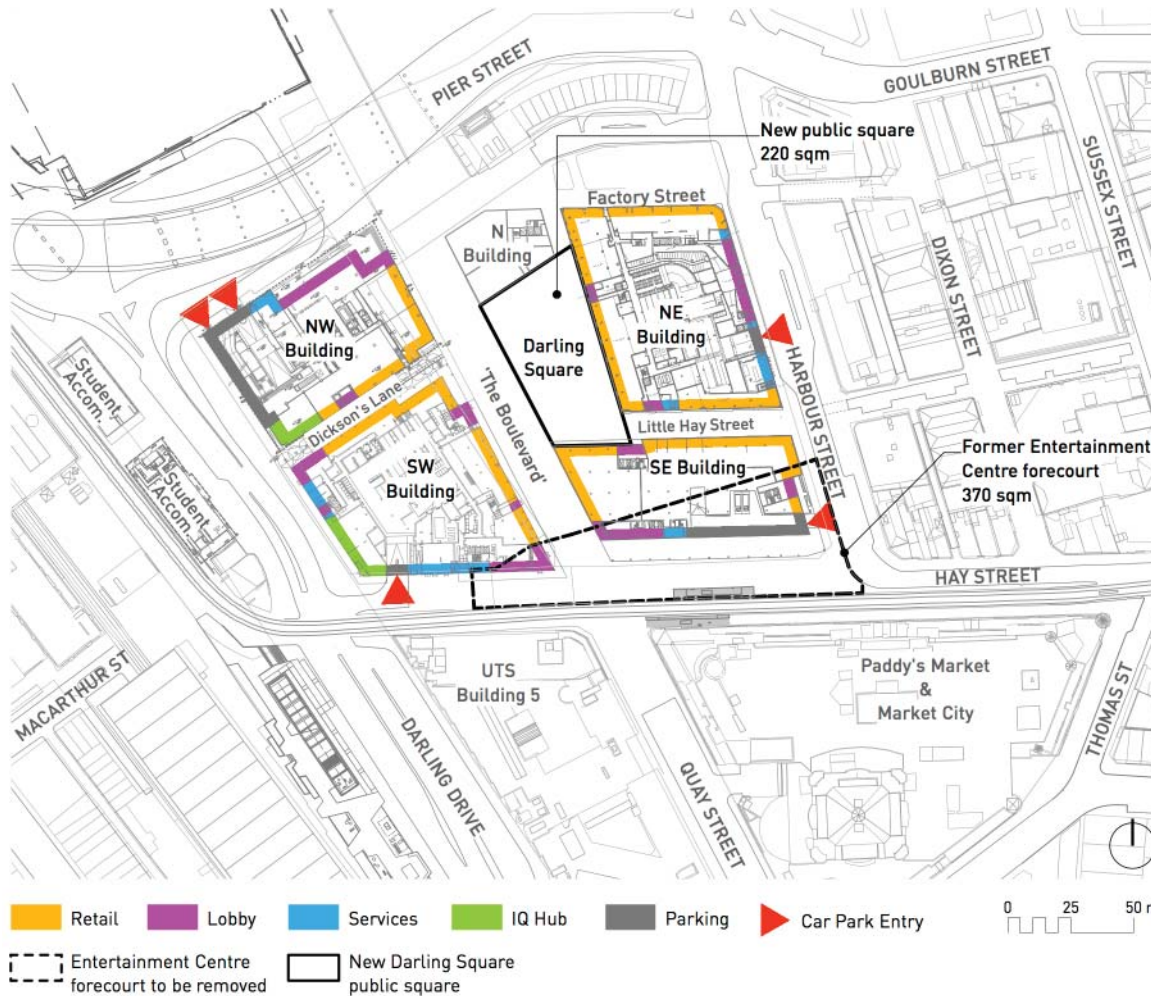 PIER STREET
GOULBURN STREET
New public square
220 sqm
SUSSEX STREET
Factory Street
N
Building
DIXON STREET
NW
Building
NE
Building
Darling
Square
HARBOUR STREET
Student
Accom.
Dickson's Lane
'The Boulevard'
Little Hay Street
Former Entertainment
Centre forecourt
370 sqm
SE Building
SW
Building
Student
Accom.
HAY STREET
UTS
Building 5
Paddy's Market
&
Market City
MACARTHUR ST
DARLING DRIVE
QUAY STREET
THOMAS ST
Retail
Lobby
Services
IQ Hub
Parking
Car Park Entry
0 25 50
Entertainment Centre
forecourt to be removed
New Darling Square
public square